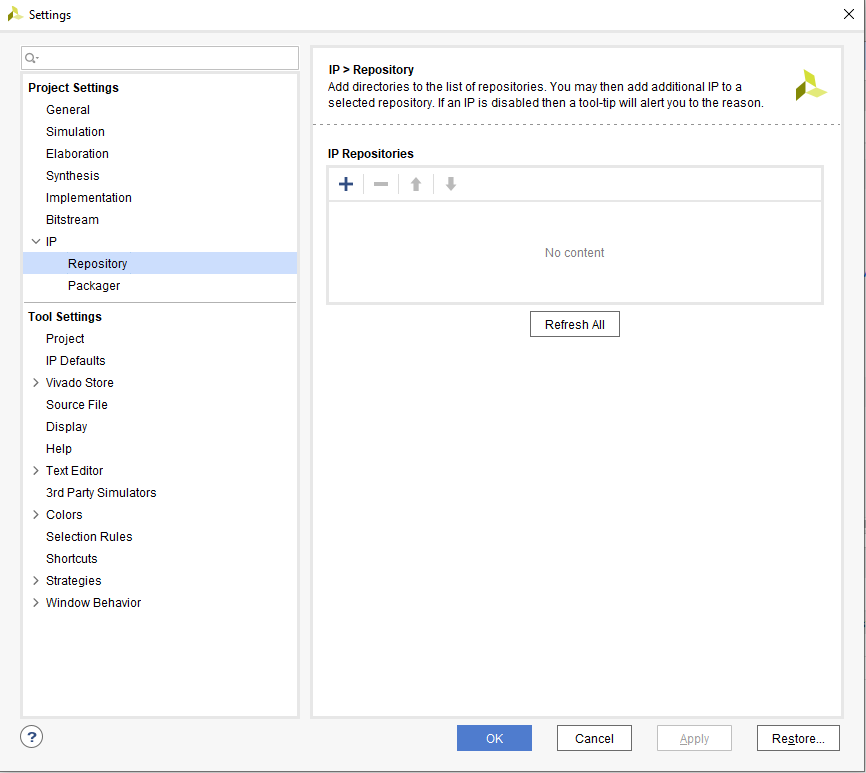 Settings
Project Settings
General
Simulation
Elaboration
Synthesis
Implementation
Bitstream
IP
Repository
Packager
Tool Settings
Project
IP Defaults
Vivado Store
Source File
Display
Help
Text Editor
3rd Party Simulators
Colors
Selection Rules
Shortcuts
Strategies
Window Behavior
IP > Repository
Add directories to the list of repositories. You may then add additional IP to a
selected repository. If an IP is disabled then a tool-tip will alert you to the reason.
IP Repositories
No content
Refresh All
?
OK
Cancel
Apply
Restore...